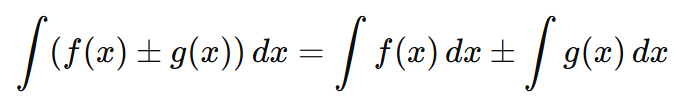 ∫(f(x) ± g(x)) dx = ∫ f(x) dx ± ∫ g(x) dx